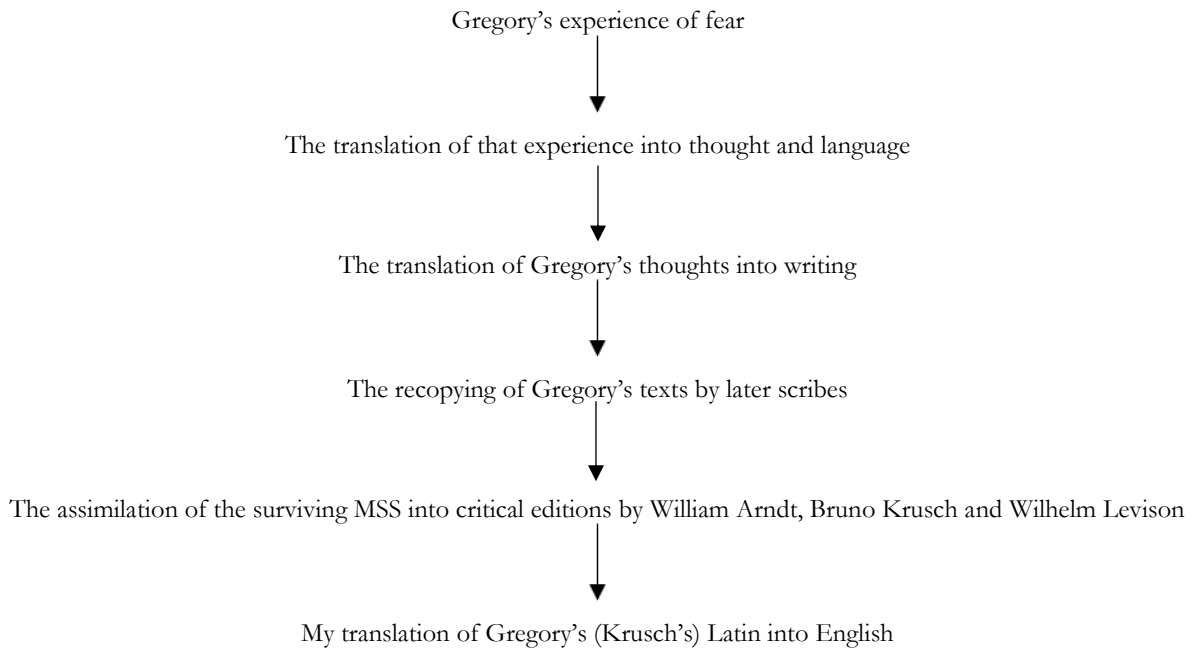 Gregory’s experience of fear
The translation of that experience into thought and language
The translation of Gregory’s thoughts into writing
The recopying of Gregory’s texts by later scribes
The assimilation of the surviving MSS into critical editions by William Arndt, Bruno Krusch and Wilhelm Levison
My translation of Gregory’s (Krusch’s) Latin into English